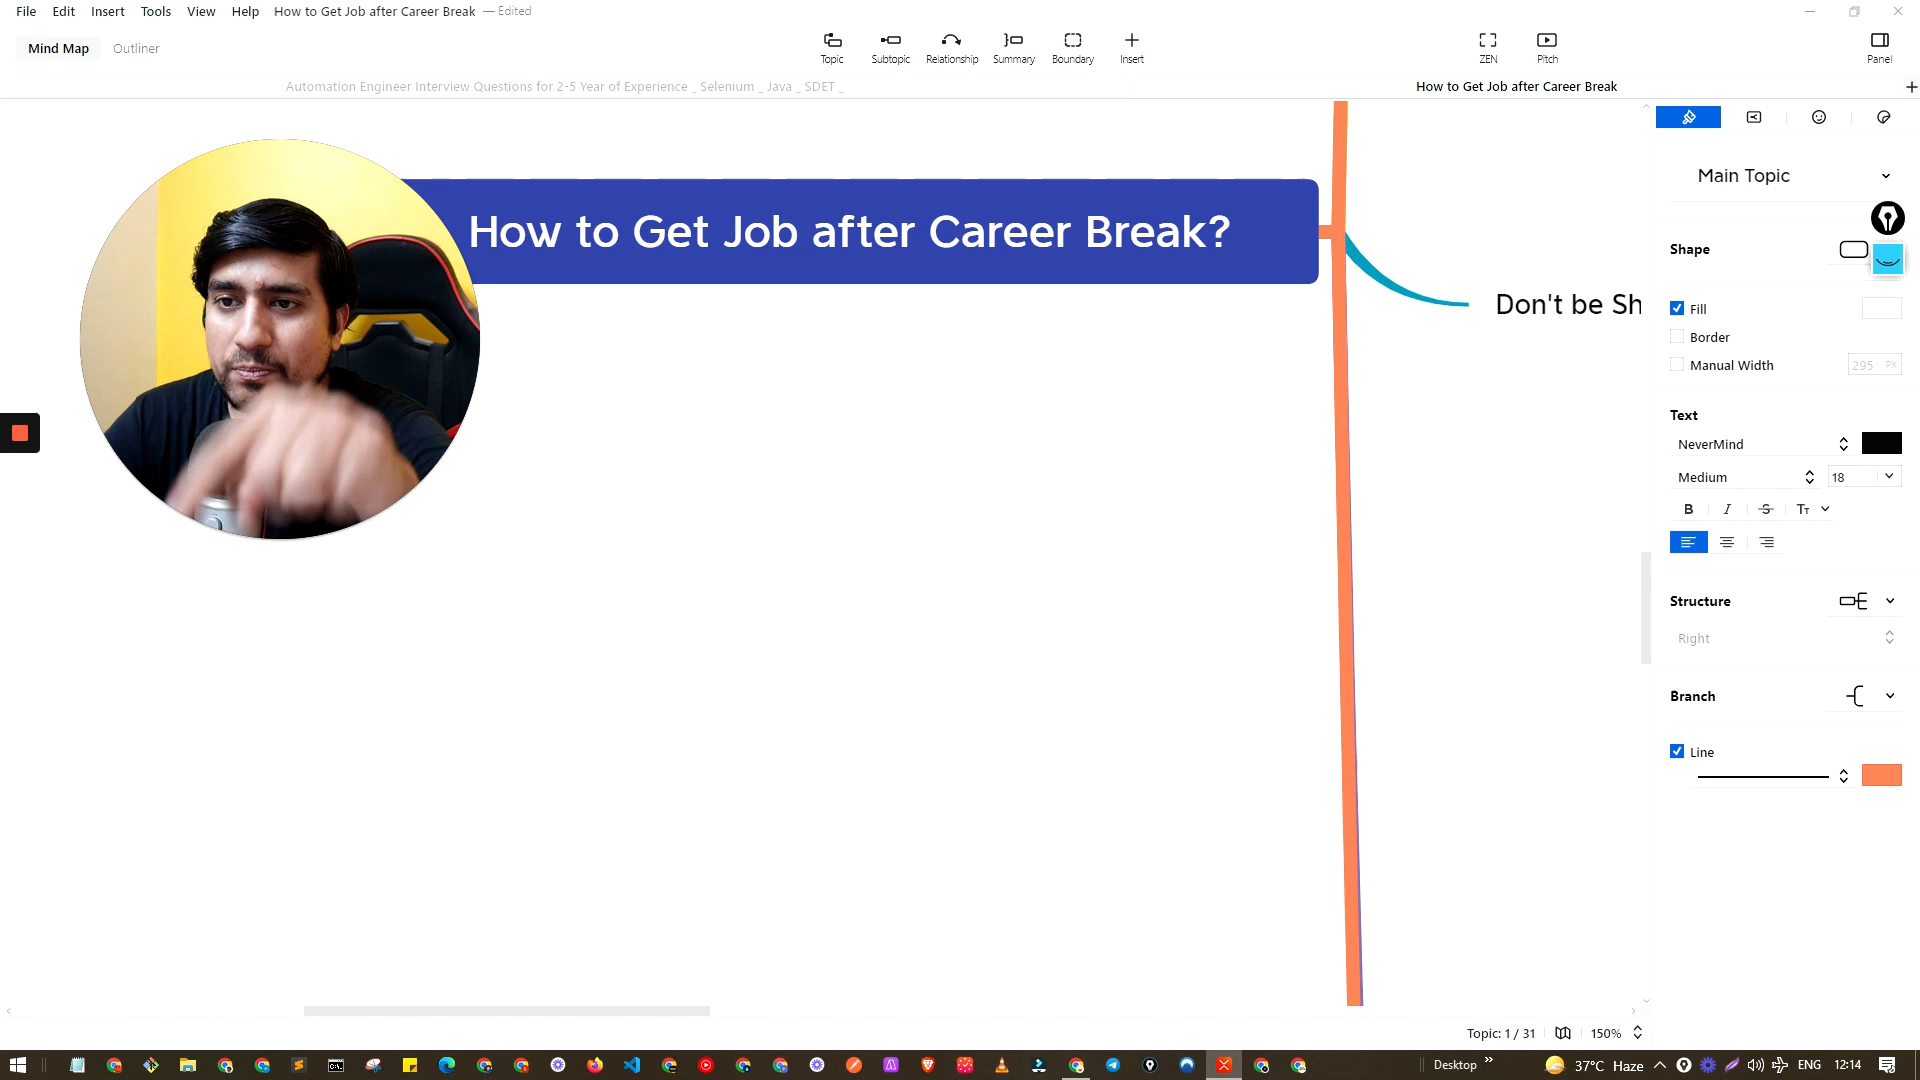 File Edit Insert Tools View Help How to Get Job after Career Break — Edited
Mind Map Outliner
Topic Subtopic Relationship Summary Boundary Insert ZEN Pitch Panel
Automation Engineer Interview Questions for 2-5 Year of Experience _ Selenium _ Java _ SDET _
How to Get Job after Career Break
How to Get Job after Career Break?
Don't be Sh
Main Topic
Shape
Fill
Border
Manual Width 295 PX
Text
NeverMind
Medium 18
B I S TT
Structure
Right
Branch
Line
Topic: 1 / 31 150%
Desktop 37°C Haze ENG 12:14